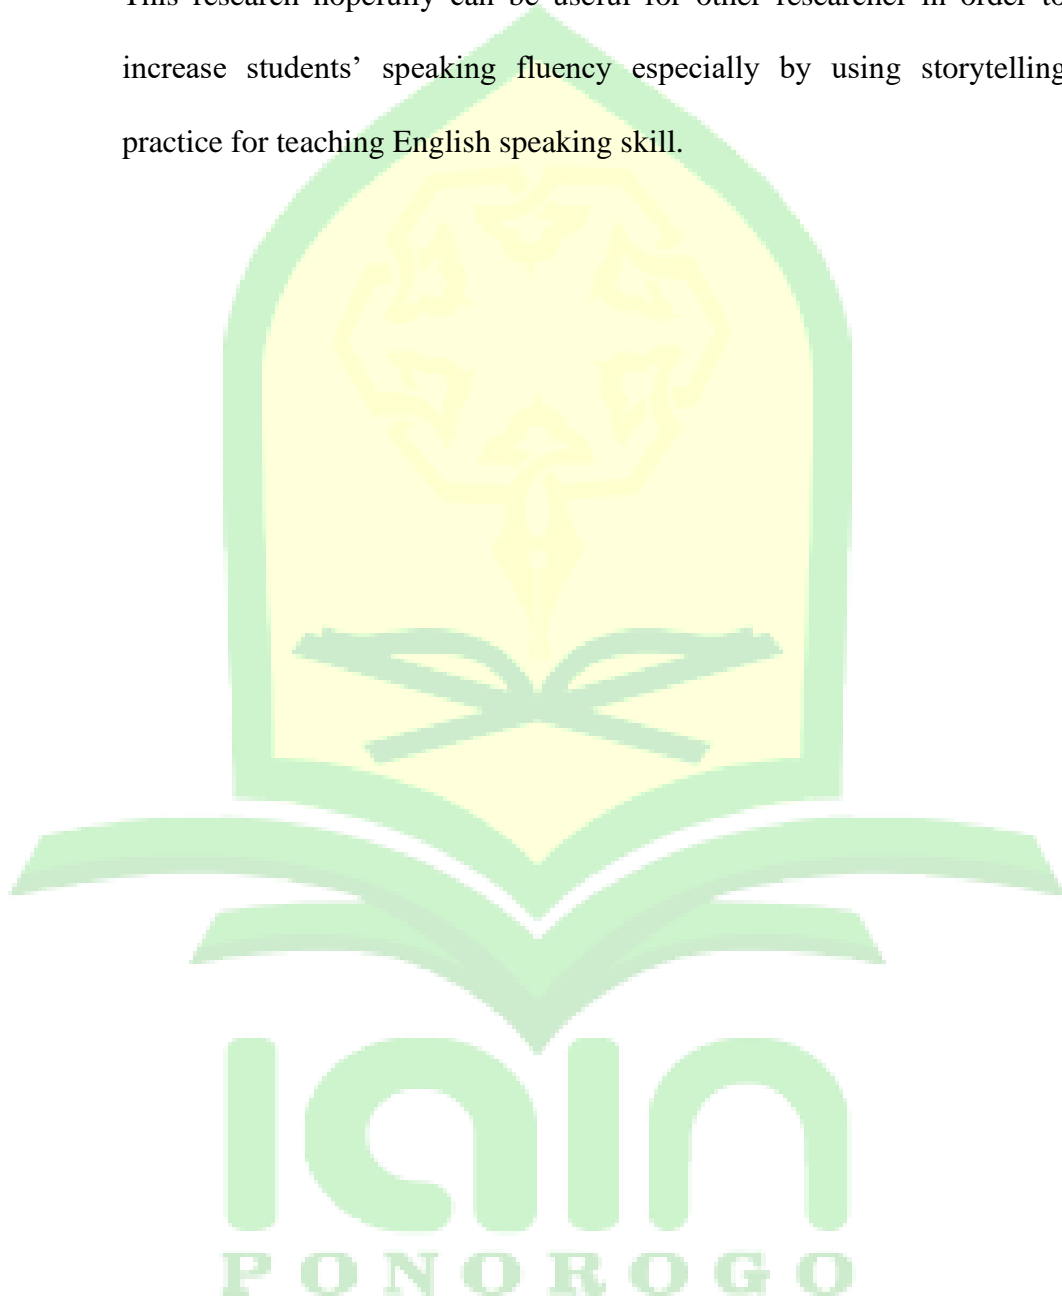 This research hopefully can be useful for other researcher in order to
increase students’ speaking fluency especially by using storytelling
practice for teaching English speaking skill.
iain
PONOROGO